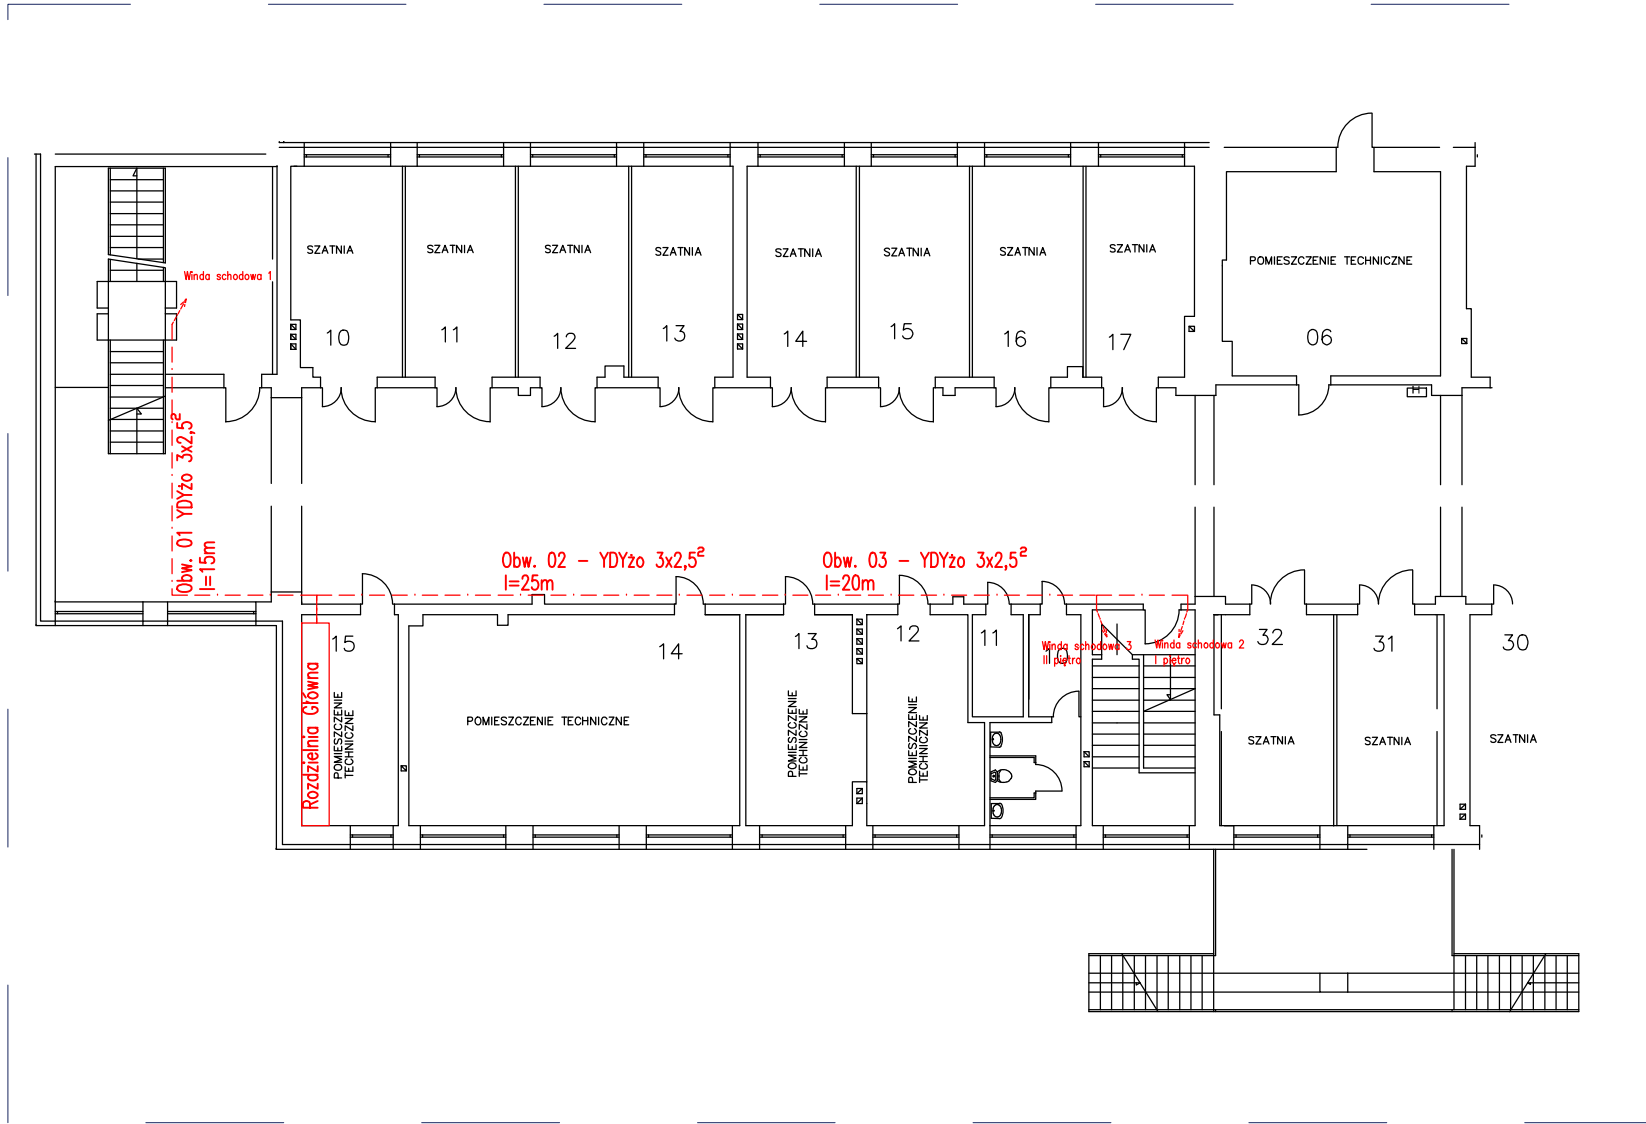 SZATNIA
SZATNIA
SZATNIA
SZATNIA
SZATNIA
SZATNIA
SZATNIA
SZATNIA
POMIESZCZENIE TECHNICZNE
Winda schodowa 1
10
11
12
13
14
15
16
17
06
Obw. 01 YDYżo 3x2,5²
l=15m
Obw. 02 – YDYżo 3x2,5²
l=25m
Obw. 03 – YDYżo 3x2,5²
l=20m
15
14
13
12
11
10
32
31
30
Winda schodowa 3
III piętro
Winda schodowa 2
I piętro
Rozdzielnia Główna
POMIESZCZENIE
TECHNICZNE
POMIESZCZENIE TECHNICZNE
POMIESZCZENIE
TECHNICZNE
POMIESZCZENIE
TECHNICZNE
SZATNIA
SZATNIA
SZATNIA